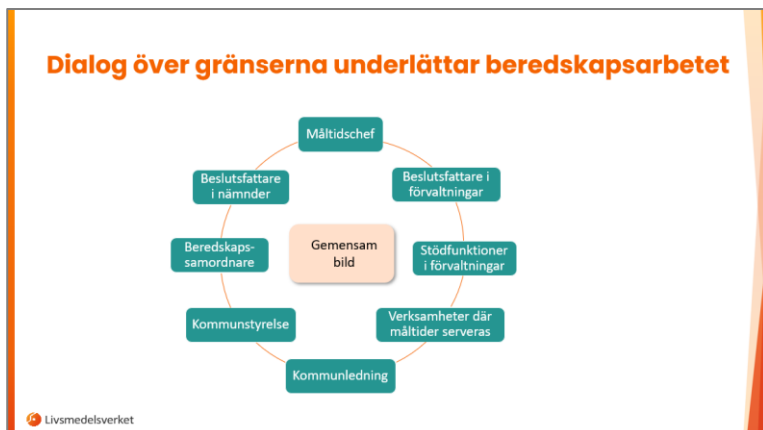 Dialog över gränserna underlättar beredskapsarbetet
Måltidschef
Beslutsfattare
i nämnder
Beslutsfattare i
förvaltningar
Beredskaps-
samordnare
Gemensam
bild
Stödfunktioner
i förvaltningar
Kommunstyrelse
Verksamheter där
måltider serveras
Kommunledning
Livsmedelsverket